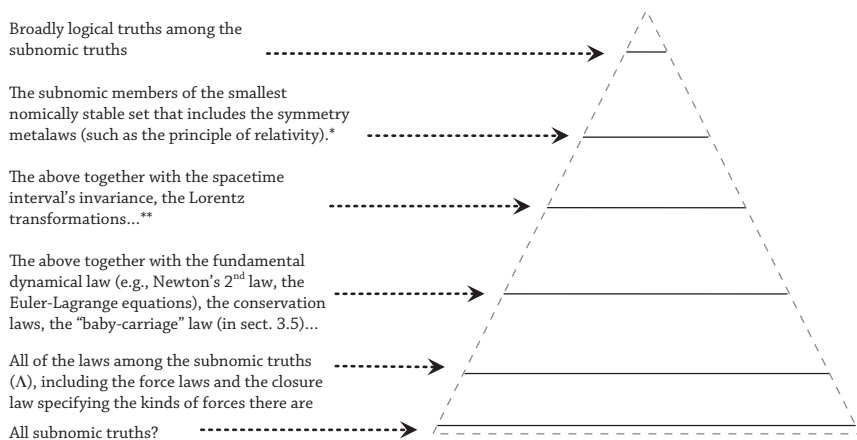 Broadly logical truths among the
subnomic truths
The subnomic members of the smallest
nomically stable set that includes the symmetry
metalaws (such as the principle of relativity).*
The above together with the spacetime
interval's invariance, the Lorentz
transformations...**
The above together with the fundamental
dynamical law (e.g., Newton's 2nd law, the
Euler-Lagrange equations), the conservation
laws, the "baby-carriage" law (in sect. 3.5)...
All of the laws among the subnomic truths
(Λ), including the force laws and the closure
law specifying the kinds of forces there are
All subnomic truths?